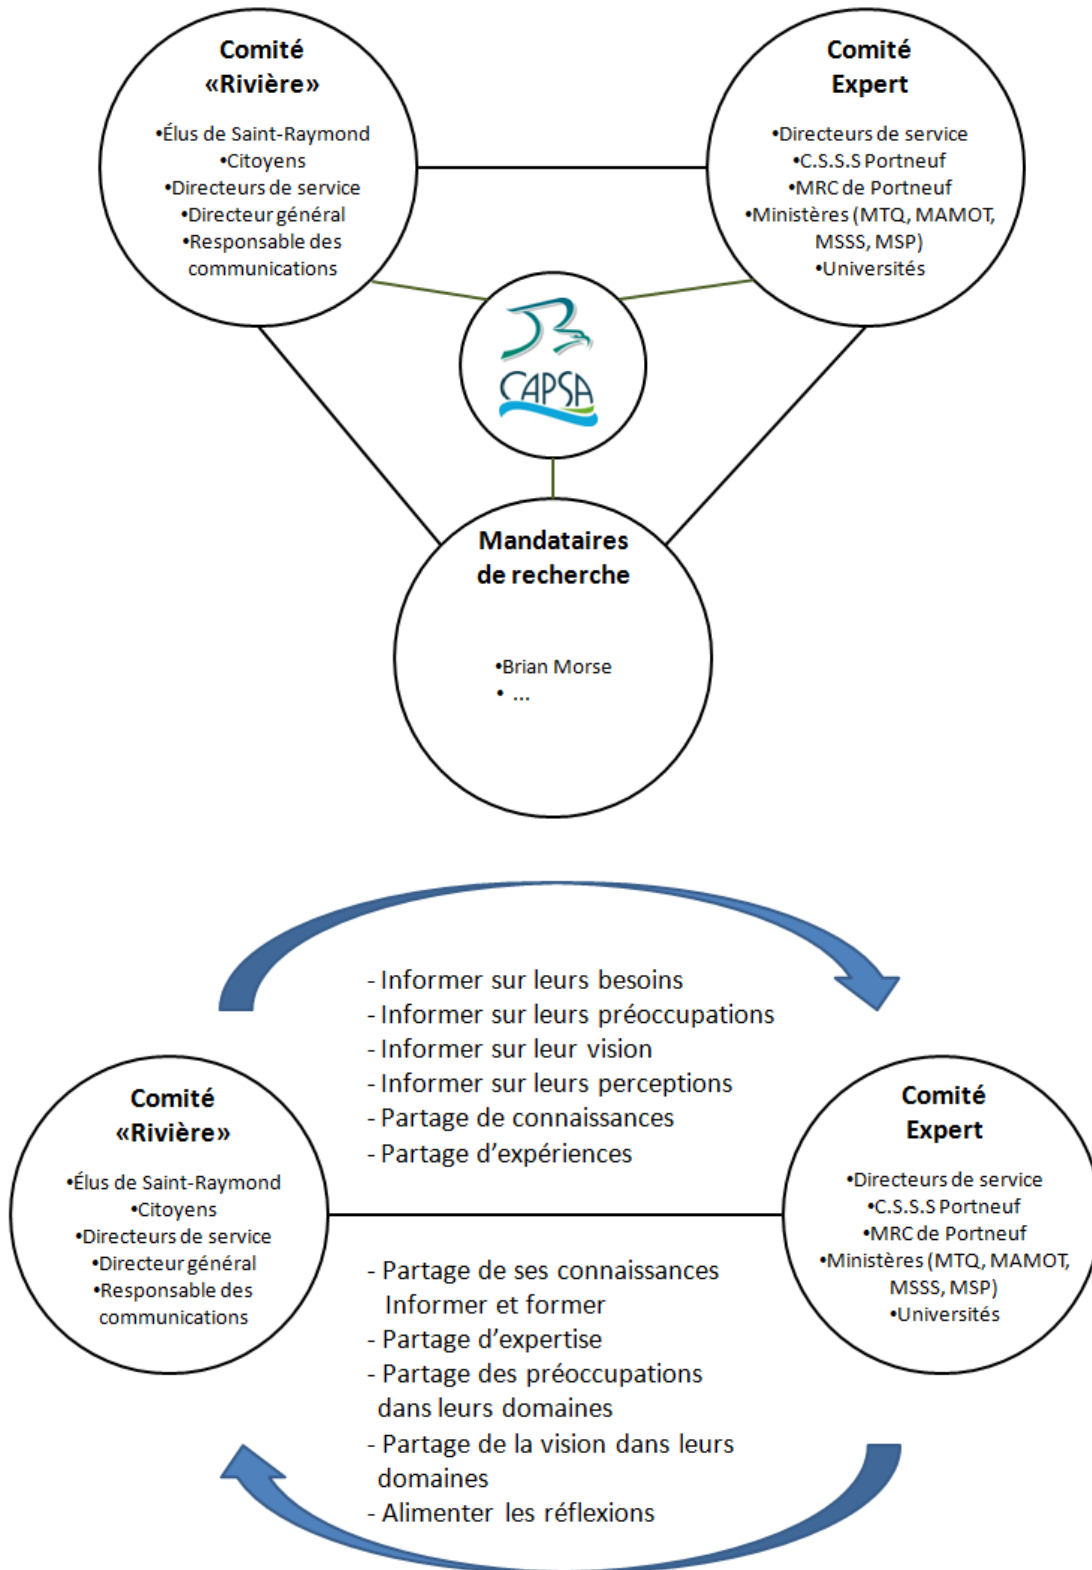 Comité
«Rivière»
•Élus de Saint-Raymond
•Citoyens
•Directeurs de service
•Directeur général
•Responsable des
communications
Comité
Expert
•Directeurs de service
•C.S.S.S Portneuf
•MRC de Portneuf
•Ministères (MTQ, MAMOT,
MSSS, MSP)
•Universités
CAPSA
Mandataires
de recherche
•Brian Morse
• ...
- Informer sur leurs besoins
- Informer sur leurs préoccupations
- Informer sur leur vision
- Informer sur leurs perceptions
- Partage de connaissances
- Partage d'expériences
Comité
«Rivière»
•Élus de Saint-Raymond
•Citoyens
•Directeurs de service
•Directeur général
•Responsable des
communications
Comité
Expert
•Directeurs de service
•C.S.S.S Portneuf
•MRC de Portneuf
•Ministères (MTQ, MAMOT,
MSSS, MSP)
•Universités
- Partage de ses connaissances
Informer et former
- Partage d'expertise
- Partage des préoccupations
dans leurs domaines
- Partage de la vision dans leurs
domaines
- Alimenter les réflexions